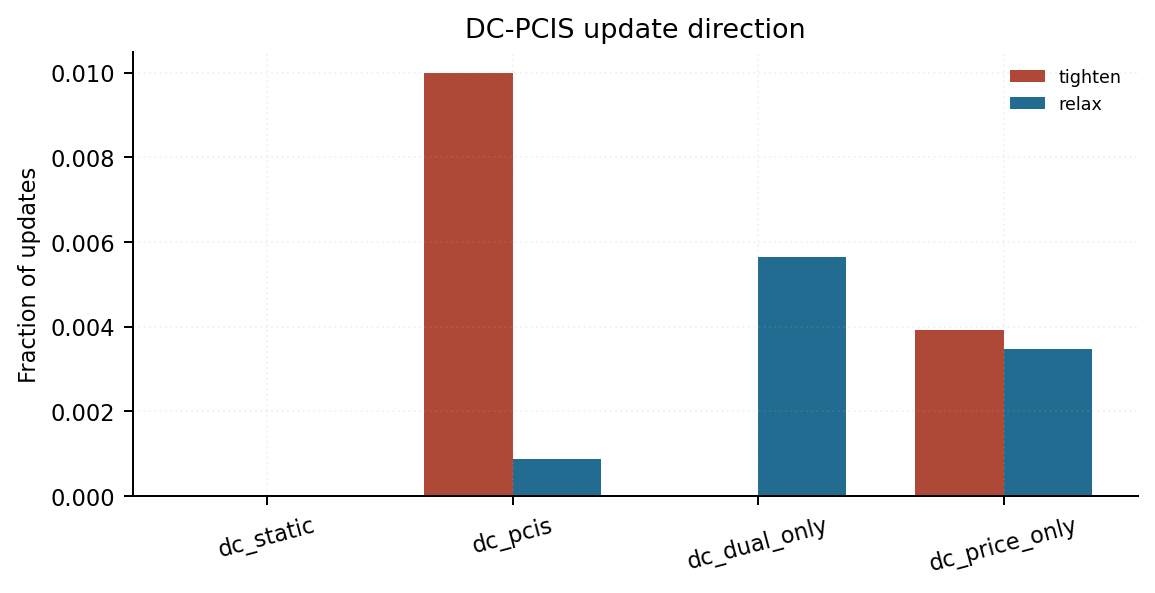 DC-PCIS update direction
tighten
relax
Fraction of updates
0.010
0.008
0.006
0.004
0.002
0.000
dc_static
dc_pcis
dc_dual_only
dc_price_only